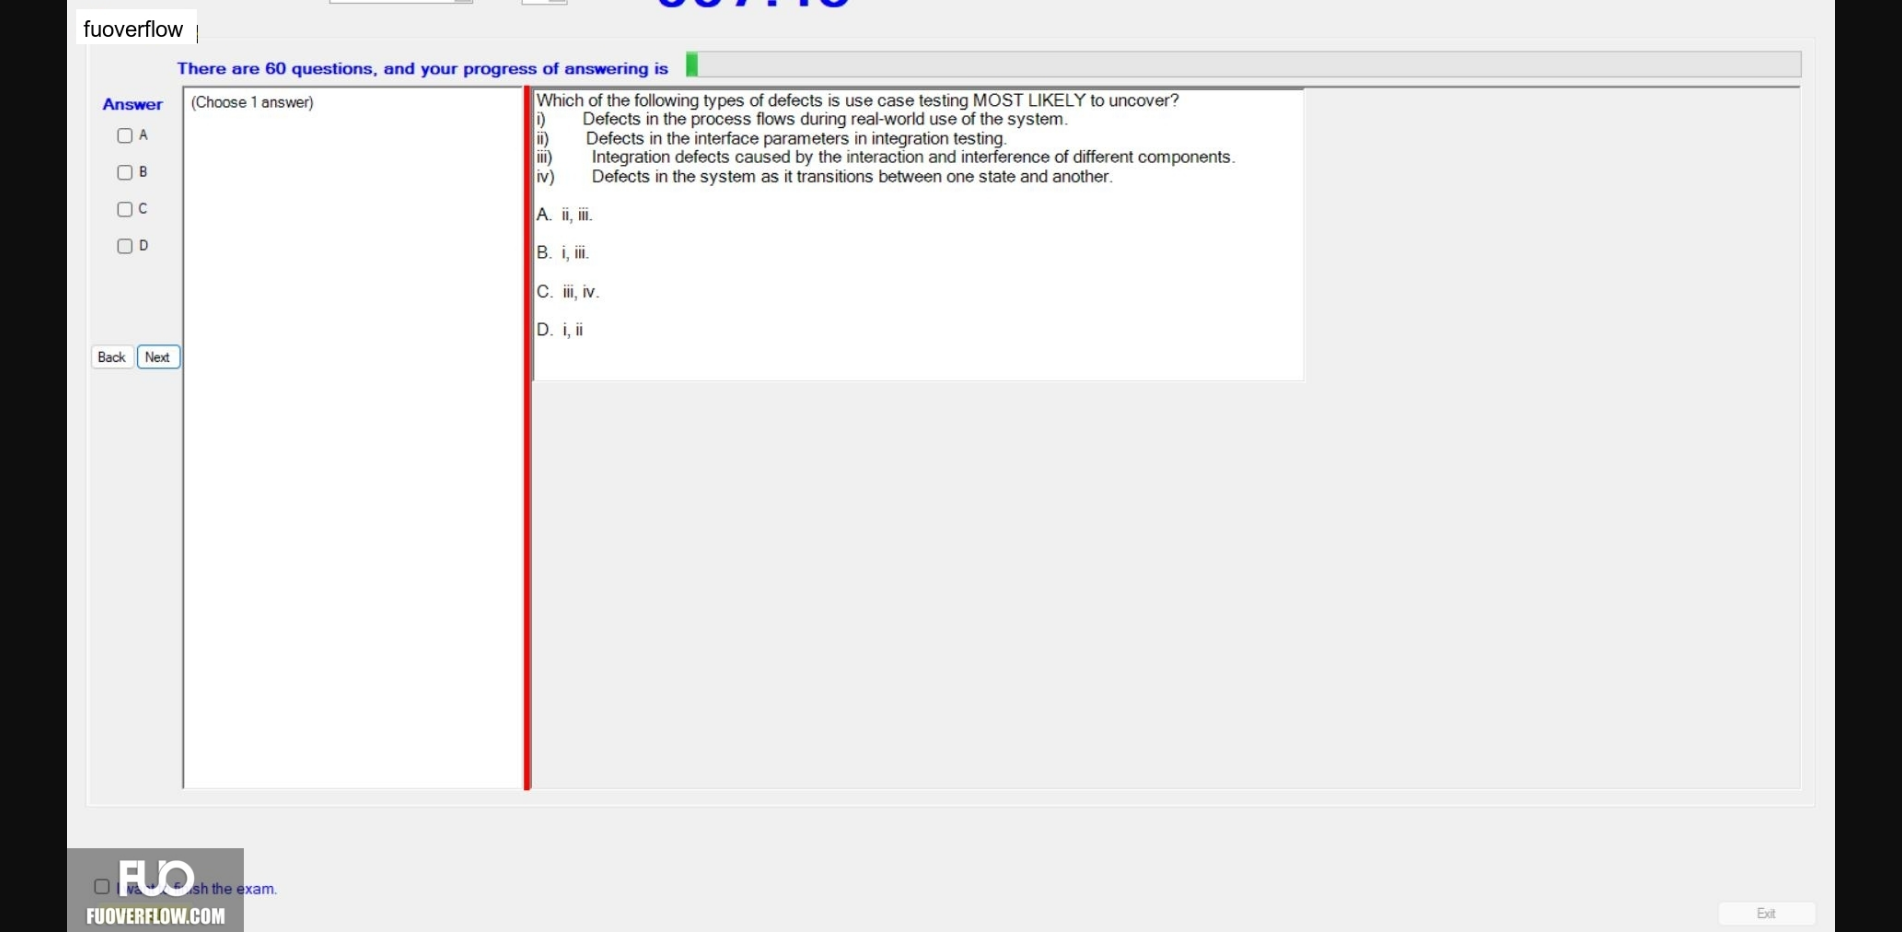 fuoverflow
There are 60 questions, and your progress of answering is
Answer
(Choose 1 answer)
A
B
C
D
Back
Next
Which of the following types of defects is use case testing MOST LIKELY to uncover?
i) Defects in the process flows during real-world use of the system.
ii) Defects in the interface parameters in integration testing.
iii) Integration defects caused by the interaction and interference of different components.
iv) Defects in the system as it transitions between one state and another.
A. ii, iii.
B. i, iii.
C. iii, iv.
D. i, ii
FUO
sh the exam.
FUOVERFLOW.COM
Exit